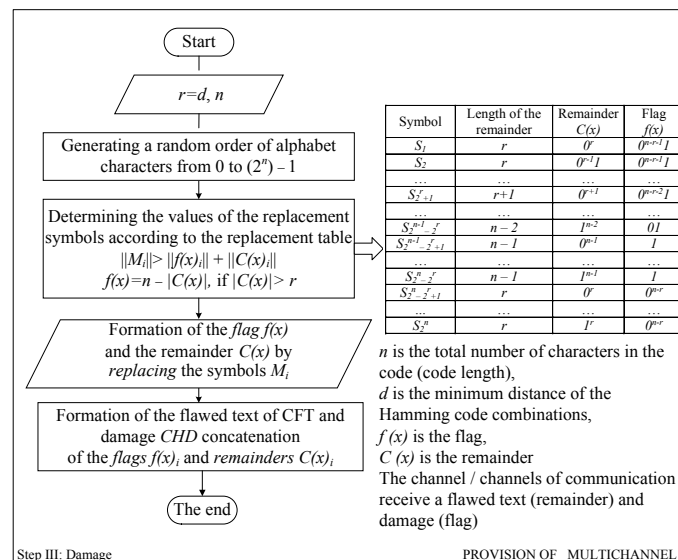 Start
r=d, n
Generating a random order of alphabet
characters from 0 to (2ⁿ) – 1
Determining the values of the replacement
symbols according to the replacement table
||Mᵢ||> ||f(x)ᵢ|| + ||C(x)ᵢ||
f(x)=n – |C(x)|, if |C(x)|> r
Formation of the flag f(x)
and the remainder C(x) by
replacing the symbols Mᵢ
Formation of the flawed text of CFT and
damage CHD concatenation
of the flags f(x)ᵢ and remainders C(x)ᵢ
The end
Symbol Length of the remainder Remainder C(x) Flag f(x)
S_1 r 0^r 0^{n-r-1}1
S_2 r 0^{r-1}1 0^{n-r-1}1
… … … …
S_{2^r+1} r+1 0^{r+1} 0^{n-r-2}1
… … … …
S_{2^{n-1}–2^r} n – 2 1^{n-2} 01
S_{2^{n-1}–2^r+1} n – 1 0^{n-1} 1
… … … …
S_{2^n–2^r} n – 1 1^{n-1} 1
S_{2^n–2^r+1} r 0^r 0^{n-r}
... … … …
S_{2^n} r 1^r 0^{n-r}
n is the total number of characters in the
code (code length),
d is the minimum distance of the
Hamming code combinations,
f (x) is the flag,
C (x) is the remainder
The channel / channels of communication
receive a flawed text (remainder) and
damage (flag)
Step III: Damage
PROVISION OF MULTICHANNEL